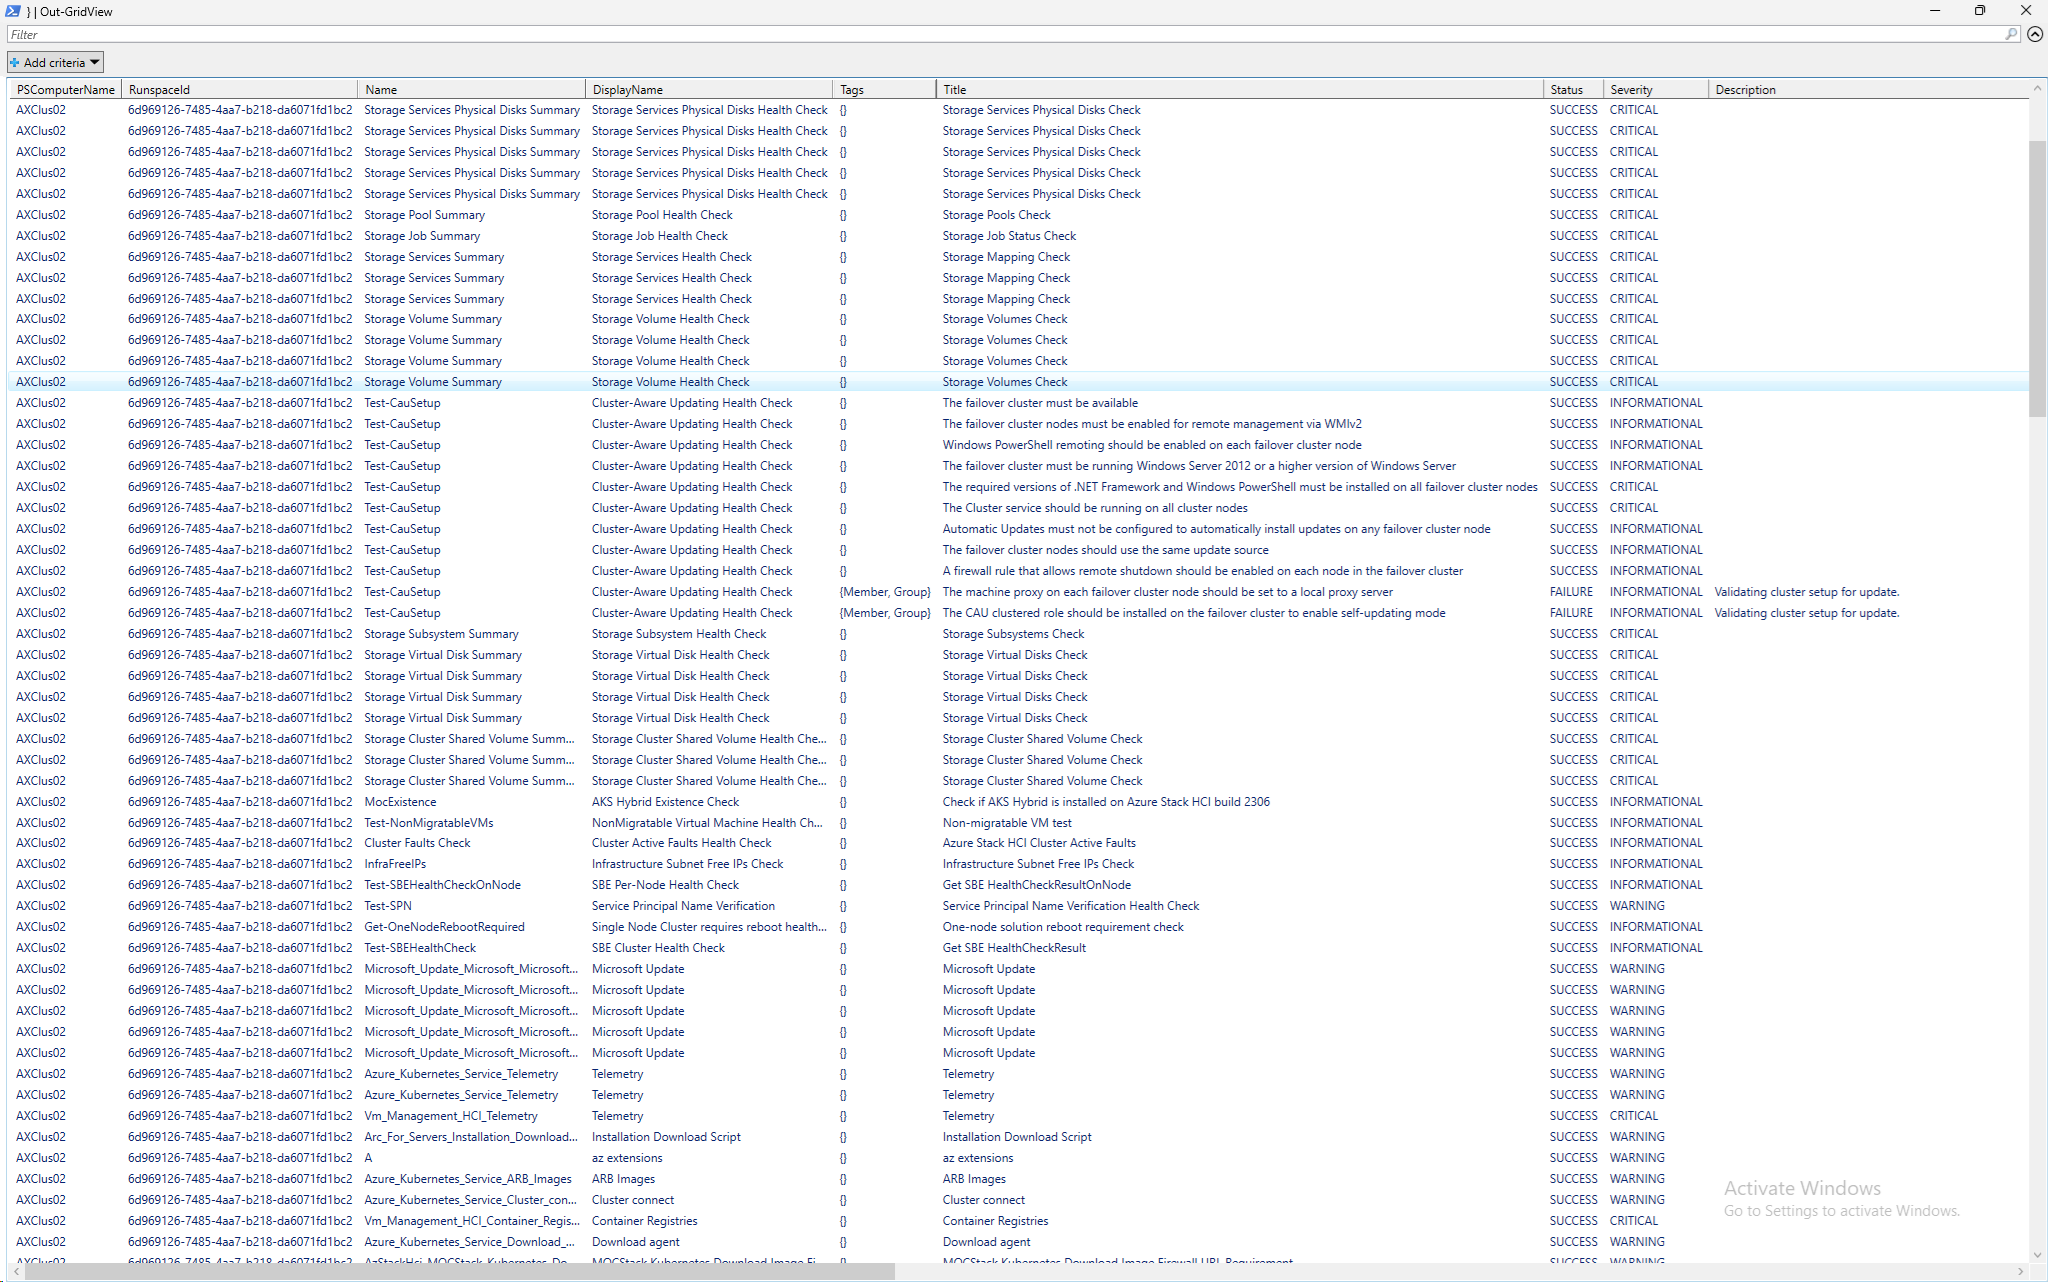 } | Out-GridView
Filter
Add criteria
PSComputerName RunspaceId Name DisplayName Tags Title Status Severity Description
AXClus02 6d969126-7485-4aa7-b218-da6071fd1bc2 Storage Services Physical Disks Summary Storage Services Physical Disks Health Check {} Storage Services Physical Disks Check SUCCESS CRITICAL
AXClus02 6d969126-7485-4aa7-b218-da6071fd1bc2 Storage Services Physical Disks Summary Storage Services Physical Disks Health Check {} Storage Services Physical Disks Check SUCCESS CRITICAL
AXClus02 6d969126-7485-4aa7-b218-da6071fd1bc2 Storage Services Physical Disks Summary Storage Services Physical Disks Health Check {} Storage Services Physical Disks Check SUCCESS CRITICAL
AXClus02 6d969126-7485-4aa7-b218-da6071fd1bc2 Storage Services Physical Disks Summary Storage Services Physical Disks Health Check {} Storage Services Physical Disks Check SUCCESS CRITICAL
AXClus02 6d969126-7485-4aa7-b218-da6071fd1bc2 Storage Services Physical Disks Summary Storage Services Physical Disks Health Check {} Storage Services Physical Disks Check SUCCESS CRITICAL
AXClus02 6d969126-7485-4aa7-b218-da6071fd1bc2 Storage Pool Summary Storage Pool Health Check {} Storage Pools Check SUCCESS CRITICAL
AXClus02 6d969126-7485-4aa7-b218-da6071fd1bc2 Storage Job Summary Storage Job Health Check {} Storage Job Status Check SUCCESS CRITICAL
AXClus02 6d969126-7485-4aa7-b218-da6071fd1bc2 Storage Services Summary Storage Services Health Check {} Storage Mapping Check SUCCESS CRITICAL
AXClus02 6d969126-7485-4aa7-b218-da6071fd1bc2 Storage Services Summary Storage Services Health Check {} Storage Mapping Check SUCCESS CRITICAL
AXClus02 6d969126-7485-4aa7-b218-da6071fd1bc2 Storage Services Summary Storage Services Health Check {} Storage Mapping Check SUCCESS CRITICAL
AXClus02 6d969126-7485-4aa7-b218-da6071fd1bc2 Storage Volume Summary Storage Volume Health Check {} Storage Volumes Check SUCCESS CRITICAL
AXClus02 6d969126-7485-4aa7-b218-da6071fd1bc2 Storage Volume Summary Storage Volume Health Check {} Storage Volumes Check SUCCESS CRITICAL
AXClus02 6d969126-7485-4aa7-b218-da6071fd1bc2 Storage Volume Summary Storage Volume Health Check {} Storage Volumes Check SUCCESS CRITICAL
AXClus02 6d969126-7485-4aa7-b218-da6071fd1bc2 Storage Volume Summary Storage Volume Health Check {} Storage Volumes Check SUCCESS CRITICAL
AXClus02 6d969126-7485-4aa7-b218-da6071fd1bc2 Test-CauSetup Cluster-Aware Updating Health Check {} The failover cluster must be available SUCCESS INFORMATIONAL
AXClus02 6d969126-7485-4aa7-b218-da6071fd1bc2 Test-CauSetup Cluster-Aware Updating Health Check {} The failover cluster nodes must be enabled for remote management via WMIv2 SUCCESS INFORMATIONAL
AXClus02 6d969126-7485-4aa7-b218-da6071fd1bc2 Test-CauSetup Cluster-Aware Updating Health Check {} Windows PowerShell remoting should be enabled on each failover cluster node SUCCESS INFORMATIONAL
AXClus02 6d969126-7485-4aa7-b218-da6071fd1bc2 Test-CauSetup Cluster-Aware Updating Health Check {} The failover cluster must be running Windows Server 2012 or a higher version of Windows Server SUCCESS INFORMATIONAL
AXClus02 6d969126-7485-4aa7-b218-da6071fd1bc2 Test-CauSetup Cluster-Aware Updating Health Check {} The required versions of .NET Framework and Windows PowerShell must be installed on all failover cluster nodes SUCCESS CRITICAL
AXClus02 6d969126-7485-4aa7-b218-da6071fd1bc2 Test-CauSetup Cluster-Aware Updating Health Check {} The Cluster service should be running on all cluster nodes SUCCESS CRITICAL
AXClus02 6d969126-7485-4aa7-b218-da6071fd1bc2 Test-CauSetup Cluster-Aware Updating Health Check {} Automatic Updates must not be configured to automatically install updates on any failover cluster node SUCCESS INFORMATIONAL
AXClus02 6d969126-7485-4aa7-b218-da6071fd1bc2 Test-CauSetup Cluster-Aware Updating Health Check {} The failover cluster nodes should use the same update source SUCCESS INFORMATIONAL
AXClus02 6d969126-7485-4aa7-b218-da6071fd1bc2 Test-CauSetup Cluster-Aware Updating Health Check {} A firewall rule that allows remote shutdown should be enabled on each node in the failover cluster SUCCESS INFORMATIONAL
AXClus02 6d969126-7485-4aa7-b218-da6071fd1bc2 Test-CauSetup Cluster-Aware Updating Health Check {Member, Group} The machine proxy on each failover cluster node should be set to a local proxy server FAILURE INFORMATIONAL Validating cluster setup for update.
AXClus02 6d969126-7485-4aa7-b218-da6071fd1bc2 Test-CauSetup Cluster-Aware Updating Health Check {Member, Group} The CAU clustered role should be installed on the failover cluster to enable self-updating mode FAILURE INFORMATIONAL Validating cluster setup for update.
AXClus02 6d969126-7485-4aa7-b218-da6071fd1bc2 Storage Subsystem Summary Storage Subsystem Health Check {} Storage Subsystems Check SUCCESS CRITICAL
AXClus02 6d969126-7485-4aa7-b218-da6071fd1bc2 Storage Virtual Disk Summary Storage Virtual Disk Health Check {} Storage Virtual Disks Check SUCCESS CRITICAL
AXClus02 6d969126-7485-4aa7-b218-da6071fd1bc2 Storage Virtual Disk Summary Storage Virtual Disk Health Check {} Storage Virtual Disks Check SUCCESS CRITICAL
AXClus02 6d969126-7485-4aa7-b218-da6071fd1bc2 Storage Virtual Disk Summary Storage Virtual Disk Health Check {} Storage Virtual Disks Check SUCCESS CRITICAL
AXClus02 6d969126-7485-4aa7-b218-da6071fd1bc2 Storage Virtual Disk Summary Storage Virtual Disk Health Check {} Storage Virtual Disks Check SUCCESS CRITICAL
AXClus02 6d969126-7485-4aa7-b218-da6071fd1bc2 Storage Cluster Shared Volume Summ... Storage Cluster Shared Volume Health Che... {} Storage Cluster Shared Volume Check SUCCESS CRITICAL
AXClus02 6d969126-7485-4aa7-b218-da6071fd1bc2 Storage Cluster Shared Volume Summ... Storage Cluster Shared Volume Health Che... {} Storage Cluster Shared Volume Check SUCCESS CRITICAL
AXClus02 6d969126-7485-4aa7-b218-da6071fd1bc2 Storage Cluster Shared Volume Summ... Storage Cluster Shared Volume Health Che... {} Storage Cluster Shared Volume Check SUCCESS CRITICAL
AXClus02 6d969126-7485-4aa7-b218-da6071fd1bc2 MocExistence AKS Hybrid Existence Check {} Check if AKS Hybrid is installed on Azure Stack HCI build 2306 SUCCESS INFORMATIONAL
AXClus02 6d969126-7485-4aa7-b218-da6071fd1bc2 Test-NonMigratableVMs NonMigratable Virtual Machine Health Ch... {} Non-migratable VM test SUCCESS INFORMATIONAL
AXClus02 6d969126-7485-4aa7-b218-da6071fd1bc2 Cluster Faults Check Cluster Active Faults Health Check {} Azure Stack HCI Cluster Active Faults SUCCESS INFORMATIONAL
AXClus02 6d969126-7485-4aa7-b218-da6071fd1bc2 InfraFreeIPs Infrastructure Subnet Free IPs Check {} Infrastructure Subnet Free IPs Check SUCCESS INFORMATIONAL
AXClus02 6d969126-7485-4aa7-b218-da6071fd1bc2 Test-SBEHealthCheckOnNode SBE Per-Node Health Check {} Get SBE HealthCheckResultOnNode SUCCESS INFORMATIONAL
AXClus02 6d969126-7485-4aa7-b218-da6071fd1bc2 Test-SPN Service Principal Name Verification {} Service Principal Name Verification Health Check SUCCESS WARNING
AXClus02 6d969126-7485-4aa7-b218-da6071fd1bc2 Get-OneNodeRebootRequired Single Node Cluster requires reboot health... {} One-node solution reboot requirement check SUCCESS INFORMATIONAL
AXClus02 6d969126-7485-4aa7-b218-da6071fd1bc2 Test-SBEHealthCheck SBE Cluster Health Check {} Get SBE HealthCheckResult SUCCESS INFORMATIONAL
AXClus02 6d969126-7485-4aa7-b218-da6071fd1bc2 Microsoft_Update_Microsoft_Microsoft... Microsoft Update {} Microsoft Update SUCCESS WARNING
AXClus02 6d969126-7485-4aa7-b218-da6071fd1bc2 Microsoft_Update_Microsoft_Microsoft... Microsoft Update {} Microsoft Update SUCCESS WARNING
AXClus02 6d969126-7485-4aa7-b218-da6071fd1bc2 Microsoft_Update_Microsoft_Microsoft... Microsoft Update {} Microsoft Update SUCCESS WARNING
AXClus02 6d969126-7485-4aa7-b218-da6071fd1bc2 Microsoft_Update_Microsoft_Microsoft... Microsoft Update {} Microsoft Update SUCCESS WARNING
AXClus02 6d969126-7485-4aa7-b218-da6071fd1bc2 Microsoft_Update_Microsoft_Microsoft... Microsoft Update {} Microsoft Update SUCCESS WARNING
AXClus02 6d969126-7485-4aa7-b218-da6071fd1bc2 Azure_Kubernetes_Service_Telemetry Telemetry {} Telemetry SUCCESS WARNING
AXClus02 6d969126-7485-4aa7-b218-da6071fd1bc2 Azure_Kubernetes_Service_Telemetry Telemetry {} Telemetry SUCCESS WARNING
AXClus02 6d969126-7485-4aa7-b218-da6071fd1bc2 Vm_Management_HCI_Telemetry Telemetry {} Telemetry SUCCESS CRITICAL
AXClus02 6d969126-7485-4aa7-b218-da6071fd1bc2 Arc_For_Servers_Installation_Download... Installation Download Script {} Installation Download Script SUCCESS WARNING
AXClus02 6d969126-7485-4aa7-b218-da6071fd1bc2 A az extensions {} az extensions SUCCESS WARNING
AXClus02 6d969126-7485-4aa7-b218-da6071fd1bc2 Azure_Kubernetes_Service_ARB_Images ARB Images {} ARB Images SUCCESS WARNING
AXClus02 6d969126-7485-4aa7-b218-da6071fd1bc2 Azure_Kubernetes_Service_Cluster_con... Cluster connect {} Cluster connect SUCCESS WARNING
AXClus02 6d969126-7485-4aa7-b218-da6071fd1bc2 Vm_Management_HCI_Container_Regis... Container Registries {} Container Registries SUCCESS CRITICAL
AXClus02 6d969126-7485-4aa7-b218-da6071fd1bc2 Azure_Kubernetes_Service_Download_... Download agent {} Download agent SUCCESS WARNING
AXClus02 6d969126-7485-4aa7-b218-da6071fd1bc2 AzStackHci_MOCStack_Kubernetes_Do... MOCStack Kubernetes Download Image Fi... {} MOCStack Kubernetes Download Image Firewall URL Requirement SUCCESS WARNING
Activate Windows
Go to Settings to activate Windows.